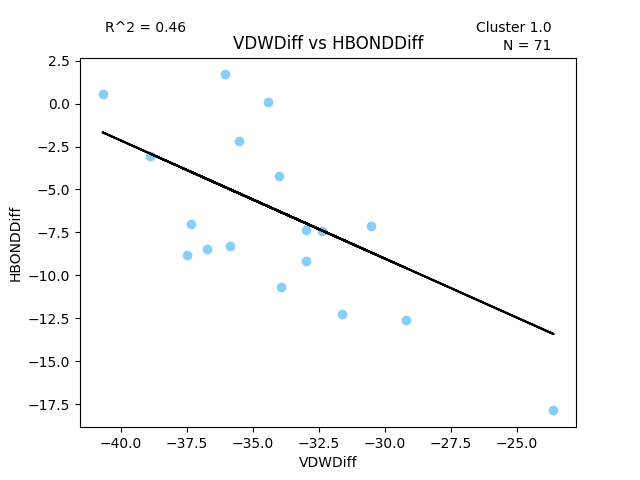 R^2 = 0.46
Cluster 1.0
N = 71
VDWDiff vs HBONDDiff
2.5
0.0
−2.5
−5.0
−7.5
−10.0
−12.5
−15.0
−17.5
HBONDDiff
−40.0 −37.5 −35.0 −32.5 −30.0 −27.5 −25.0
VDWDiff